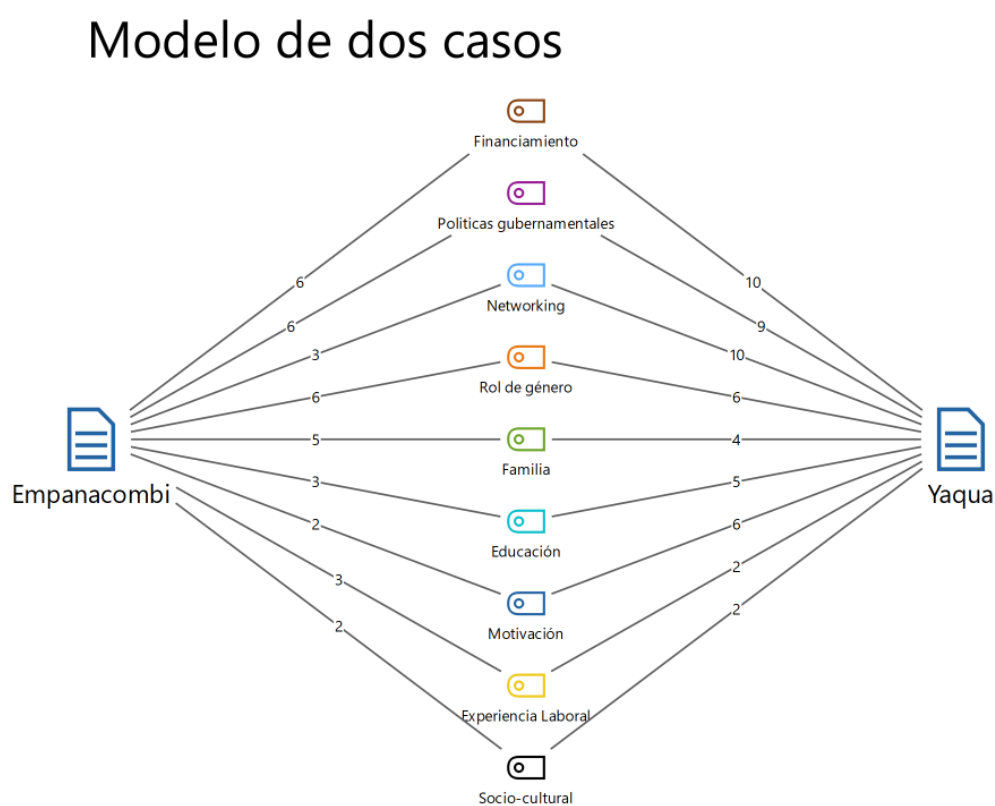 Modelo de dos casos
Financiamiento
Politicas gubernamentales
6
10
Networking
6
9
3
10
Rol de género
6
6
5
4
Familia
Empanacombi
Yaqua
3
5
Educación
2
6
3
2
2
2
Motivación
Experiencia Laboral
Socio-cultural